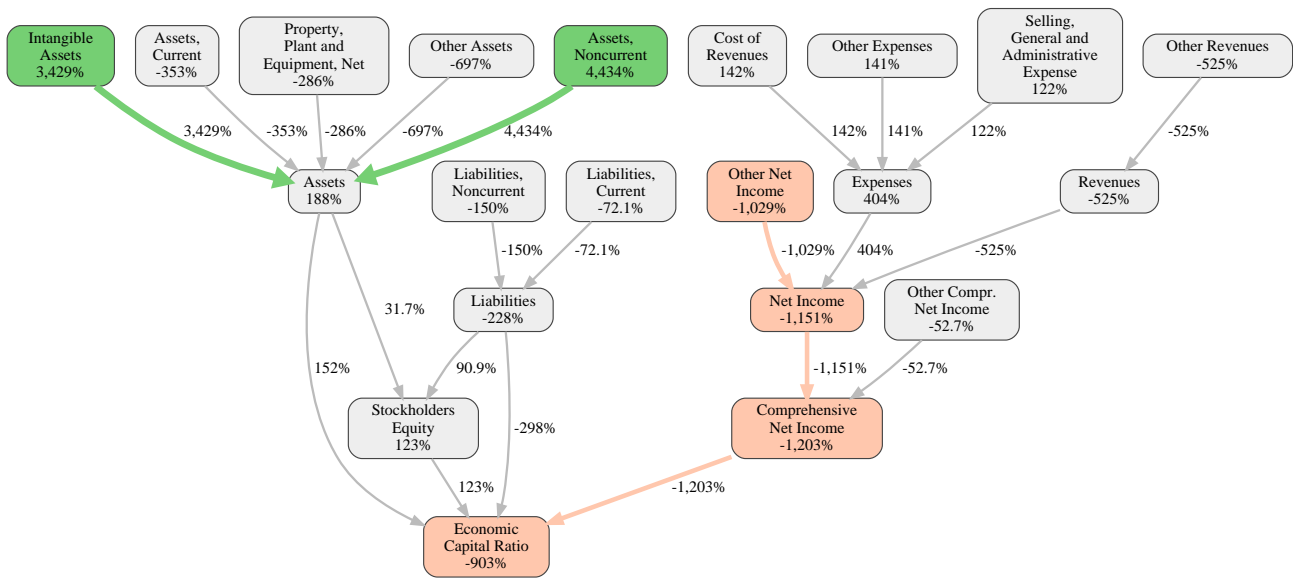 Intangible
Assets
3,429%
Assets,
Current
-353%
Property,
Plant and
Equipment, Net
-286%
Other Assets
-697%
Assets,
Noncurrent
4,434%
Cost of
Revenues
142%
Other Expenses
141%
Selling,
General and
Administrative
Expense
122%
Other Revenues
-525%
3,429%
-353%
-286%
-697%
4,434%
142%
141%
122%
-525%
Assets
188%
Liabilities,
Noncurrent
-150%
Liabilities,
Current
-72.1%
Other Net
Income
-1,029%
Expenses
404%
Revenues
-525%
-150%
-72.1%
-1,029%
404%
-525%
31.7%
Liabilities
-228%
Net Income
-1,151%
Other Compr.
Net Income
-52.7%
152%
90.9%
-1,151%
-52.7%
Stockholders
Equity
123%
-298%
Comprehensive
Net Income
-1,203%
123%
-1,203%
Economic
Capital Ratio
-903%